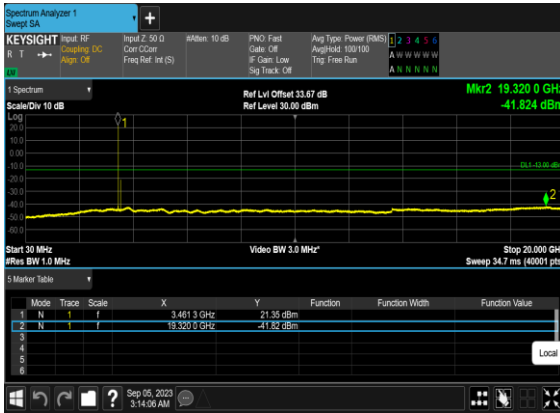 Spectrum Analyzer 1
Swept SA
+
KEYSIGHT Input: RF Input Z: 50 Ω #Atten: 10 dB PNO: Fast Avg Type: Power (RMS) 1 2 3 4 5 6
R T Coupling: DC Corr CCorr Gate: Off Avg|Hold: 100/100 A W W W W W
Align: Off Freq Ref: Int (S) IF Gain: Low Trig: Free Run
Sig Track: Off A N N N N N
1 Spectrum Ref Lvl Offset 33.67 dB Mkr2 19.320 0 GHz
Scale/Div 10 dB Ref Level 30.00 dBm -41.824 dBm
Log
1
20.0
10.0
0.00
-10.0
DL1 -13.00 dBm
-20.0
-30.0
2
-40.0
-50.0
-60.0
Start 30 MHz Video BW 3.0 MHz* Stop 20.000 GHz
#Res BW 1.0 MHz Sweep 34.7 ms (40001 pts)
5 Marker Table
Mode Trace Scale X Y Function Function Width Function Value
1 N 1 f 3.461 3 GHz 21.35 dBm
2 N 1 f 19.320 0 GHz -41.82 dBm
3
4
5
6
Local
? Sep 05, 2023
3:14:06 AM